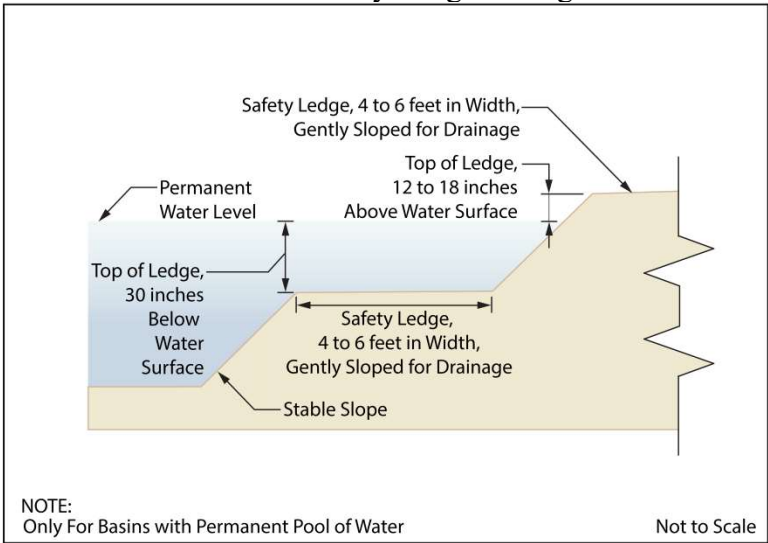 Safety Ledge, 4 to 6 feet in Width,
Gently Sloped for Drainage
Top of Ledge,
12 to 18 inches
Above Water Surface
Permanent
Water Level
Top of Ledge,
30 inches
Below
Water
Surface
Safety Ledge,
4 to 6 feet in Width,
Gently Sloped for Drainage
Stable Slope
NOTE:
Only For Basins with Permanent Pool of Water
Not to Scale